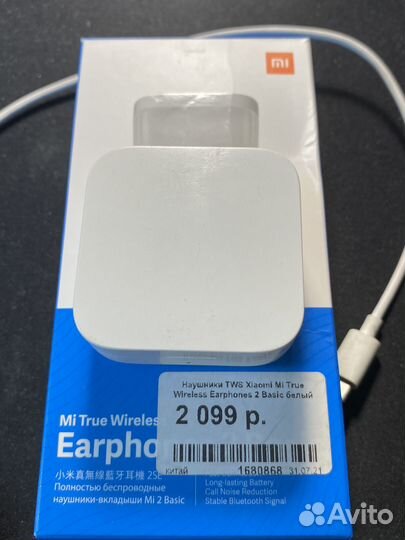 mi
Наушники TWS Xiaomi Mi True
Wireless Earphones 2 Basic белый
2 099 р.
китай
1680868 31.07.21
Mi True Wireless
Earpho
小米真無線藍牙耳機 2SE
Полностью беспроводные
наушники-вкладыши Mi 2 Basic
Long-lasting Battery
Call Noise Reduction
Stable Bluetooth Signal
Avito